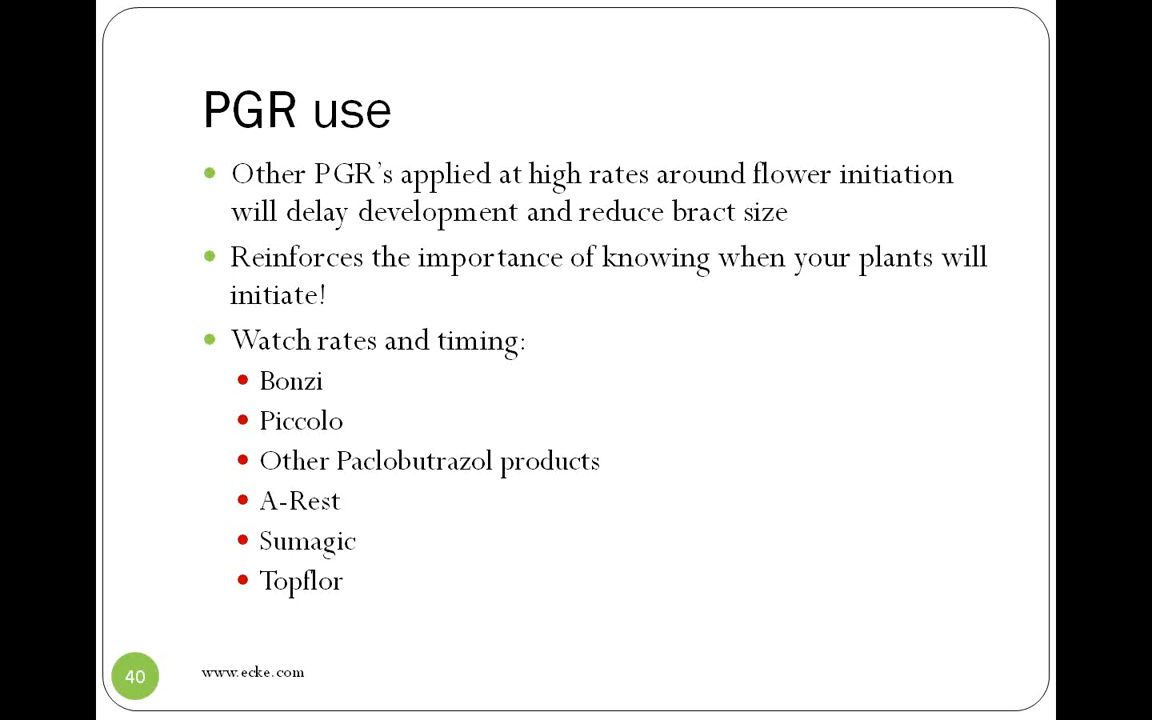 PGR use
Other PGR's applied at high rates around flower initiation
will delay development and reduce bract size
Reinforces the importance of knowing when your plants will
initiate!
Watch rates and timing:
Bonzi
Piccolo
Other Paclobutrazol products
A-Rest
Sumagic
Topflor
40
www.ecke.com